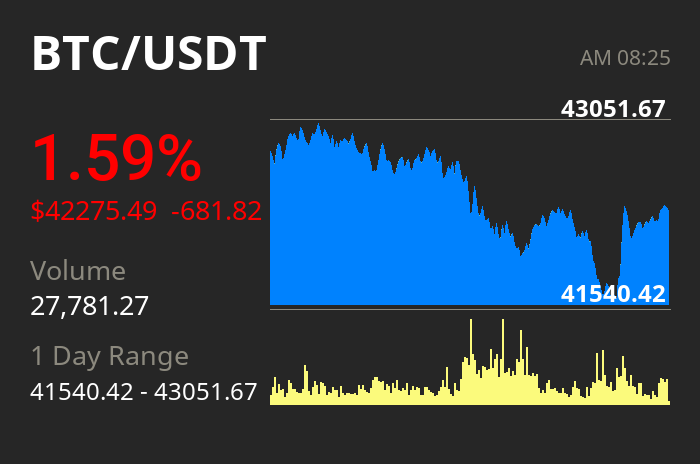 BTC/USDT
AM 08:25
43051.67
1.59%
$42275.49 -681.82
Volume
27,781.27
41540.42
1 Day Range
41540.42 - 43051.67